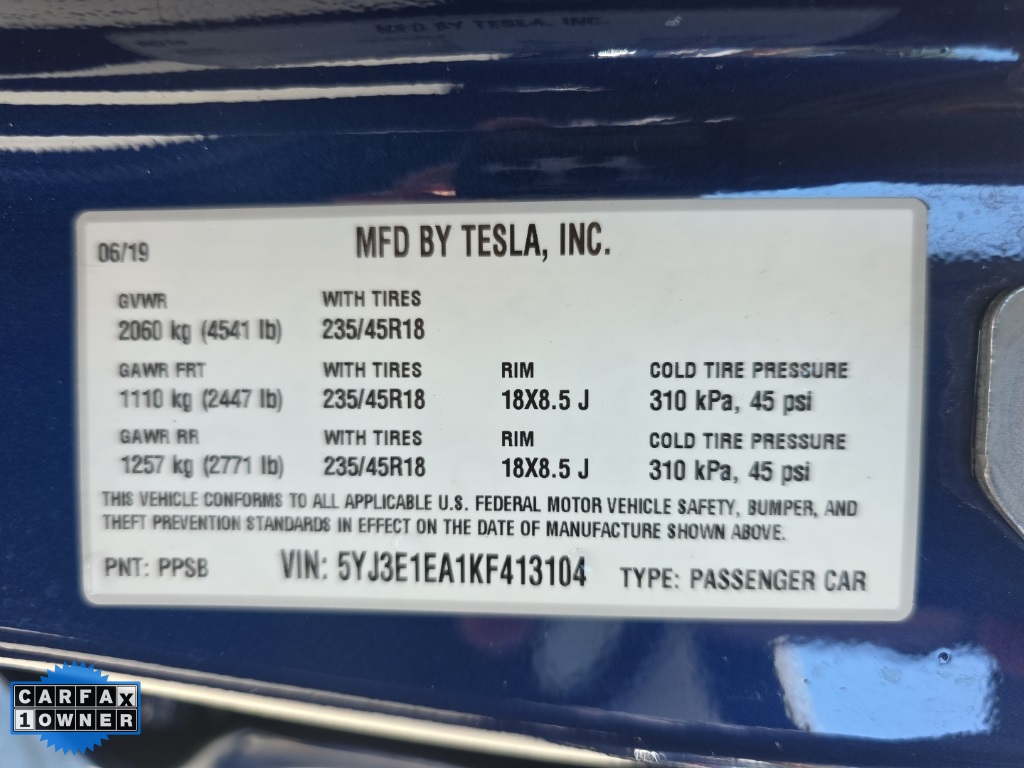 MFD BY TESLA, INC.
06/19
MFD BY TESLA, INC.
GVWR WITH TIRES
2060 kg (4541 lb) 235/45R18
GAWR FRT WITH TIRES RIM COLD TIRE PRESSURE
1110 kg (2447 lb) 235/45R18 18X8.5 J 310 kPa, 45 psi
GAWR RR WITH TIRES RIM COLD TIRE PRESSURE
1257 kg (2771 lb) 235/45R18 18X8.5 J 310 kPa, 45 psi
THIS VEHICLE CONFORMS TO ALL APPLICABLE U.S. FEDERAL MOTOR VEHICLE SAFETY, BUMPER, AND
THEFT PREVENTION STANDARDS IN EFFECT ON THE DATE OF MANUFACTURE SHOWN ABOVE.
PNT: PPSB VIN: 5YJ3E1EA1KF413104 TYPE: PASSENGER CAR
CARFAX
1 OWNER